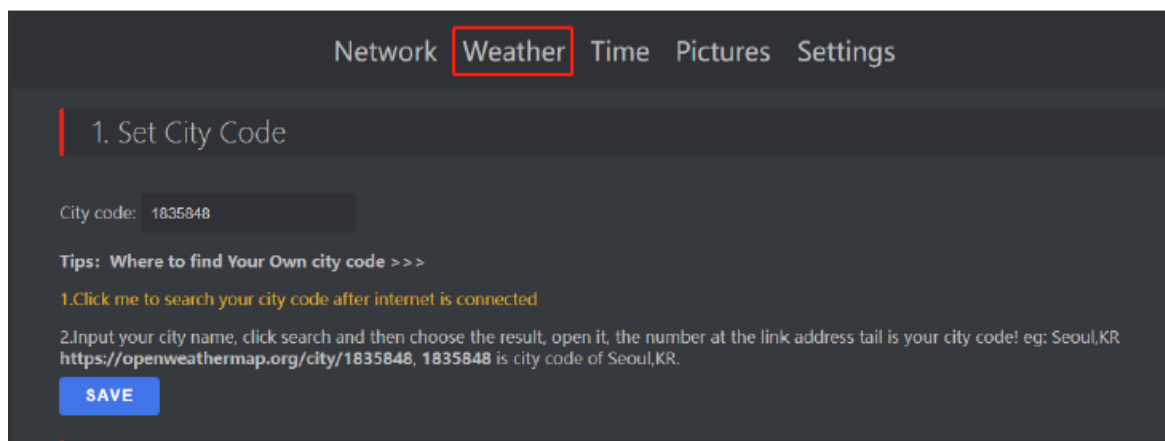 Network Weather Time Pictures Settings
1. Set City Code
City code: 1835848
Tips: Where to find Your Own city code >>>
1.Click me to search your city code after internet is connected
2.Input your city name, click search and then choose the result, open it, the number at the link address tail is your city code! eg: Seoul,KR
https://openweathermap.org/city/1835848, 1835848 is city code of Seoul,KR.
SAVE